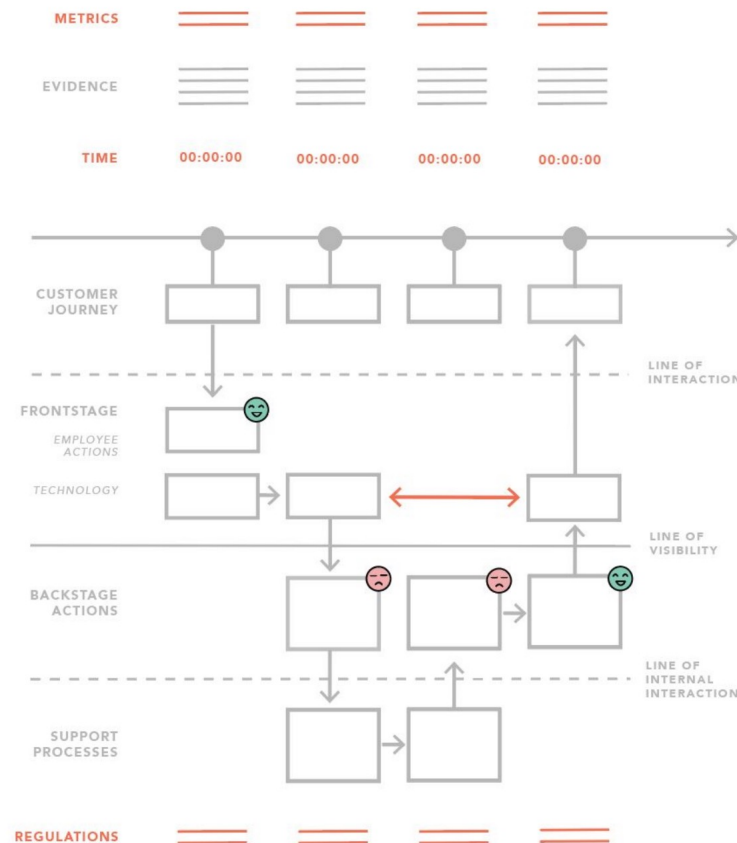 METRICS
EVIDENCE
TIME
00:00:00
00:00:00
00:00:00
00:00:00
CUSTOMER
JOURNEY
LINE OF
INTERACTION
FRONTSTAGE
EMPLOYEE
ACTIONS
TECHNOLOGY
LINE OF
VISIBILITY
BACKSTAGE
ACTIONS
LINE OF
INTERNAL
INTERACTION
SUPPORT
PROCESSES
REGULATIONS